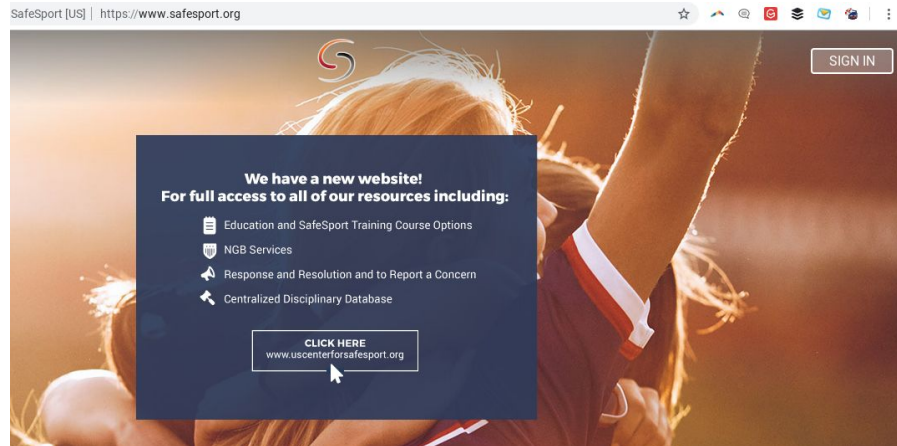 SafeSport [US] | https://www.safesport.org
SIGN IN
We have a new website!
For full access to all of our resources including:
Education and SafeSport Training Course Options
NGB Services
Response and Resolution and to Report a Concern
Centralized Disciplinary Database
CLICK HERE
www.uscenterforsafesport.org